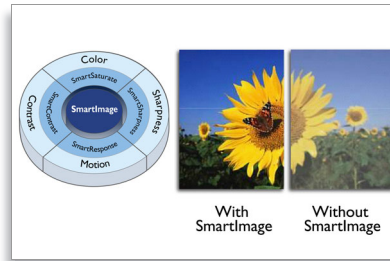 Color
SmartSaturate
Contrast
SmartContrast
SmartImage
SmartSharpness
Sharpness
SmartResponse
Motion
With
SmartImage
Without
SmartImage